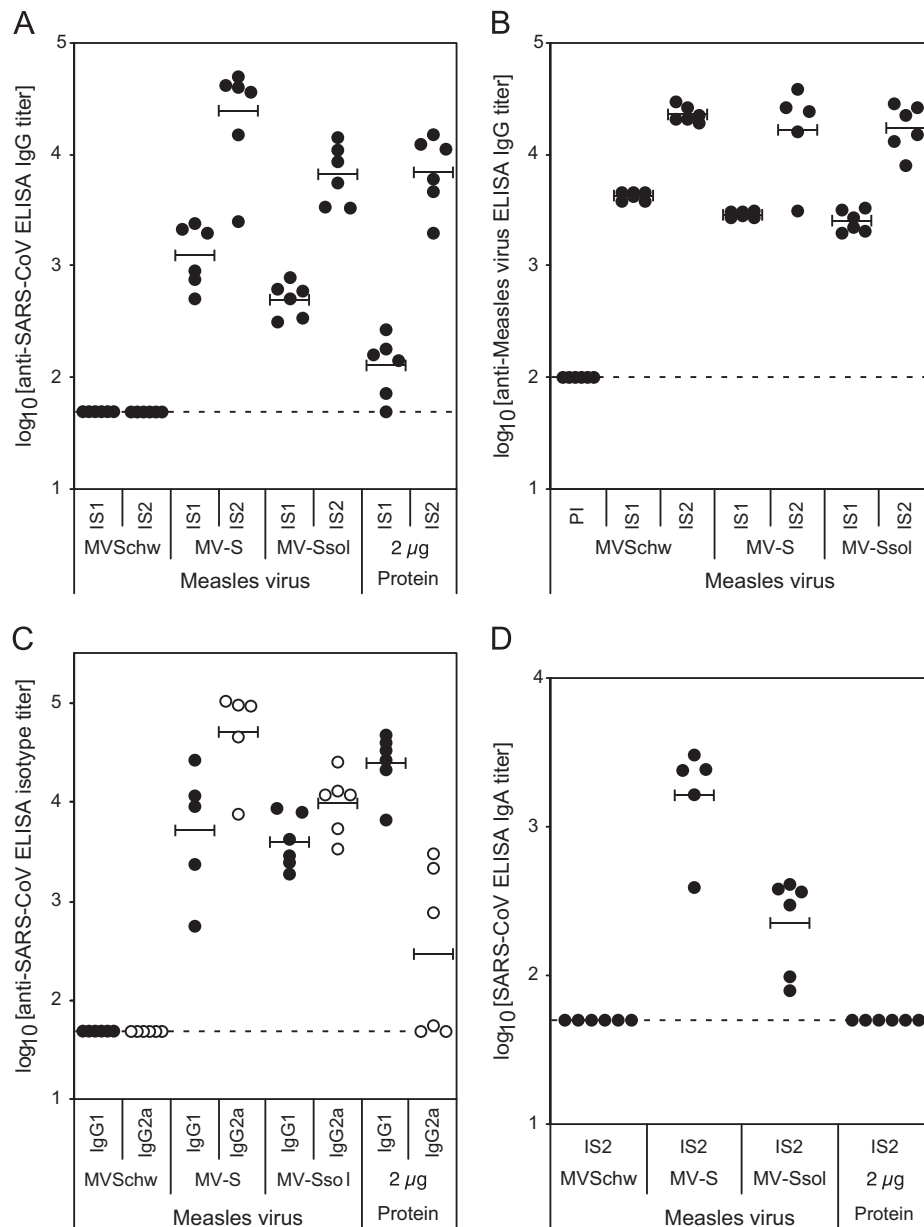 A
log10 [anti-SARS-CoV ELISA IgG titer]
5
4
3
2
1
IS1 IS2 IS1 IS2 IS1 IS2 IS1 IS2
MVSchw MV-S MV-Ssol 2 µg
Measles virus Protein
B
log10 [anti-Measles virus ELISA IgG titer]
5
4
3
2
1
PI IS1 IS2 IS1 IS2 IS1 IS2
MVSchw MV-S MV-Ssol
Measles virus
C
log10 [anti-SARS-CoV ELISA isotype titer]
5
4
3
2
1
IgG1 IgG2a IgG1 IgG2a IgG1 IgG2a IgG1 IgG2a
MVSchw MV-S MV-Ssol 2 µg
Measles virus Protein
D
log10[SARS-CoV ELISA IgA titer]
4
3
2
1
IS2 IS2 IS2 IS2
MVSchw MV-S MV-Ssol 2 µg
Measles virus Protein